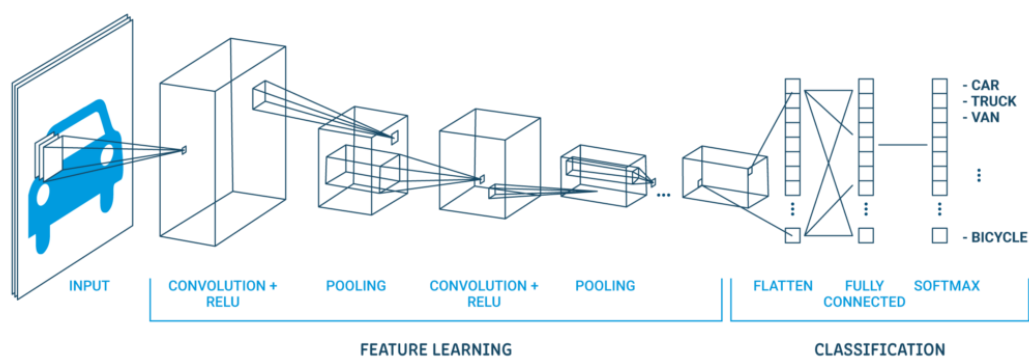 - CAR
- TRUCK
- VAN
- BICYCLE
INPUT
CONVOLUTION + RELU
POOLING
CONVOLUTION + RELU
POOLING
FLATTEN
FULLY CONNECTED
SOFTMAX
FEATURE LEARNING
CLASSIFICATION